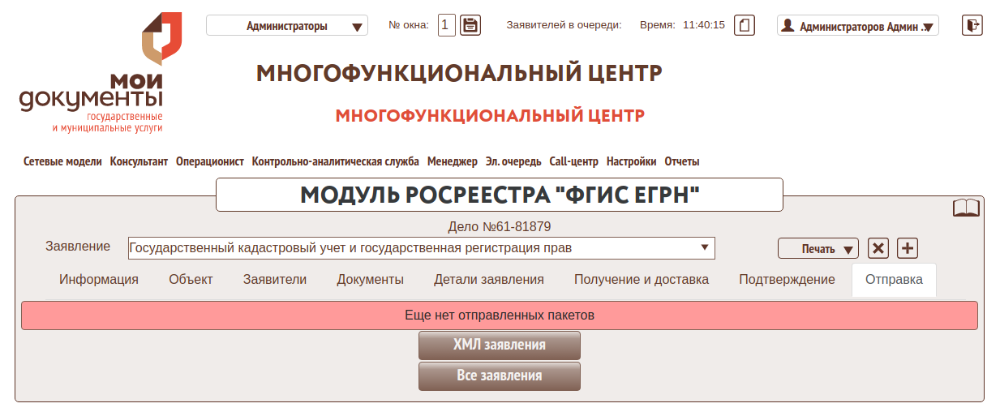 Администраторы
№ окна:
1
Заявителей в очереди:
Время: 11:40:15
Администраторов Админ ...
мои
документы
государственные
и муниципальные услуги
МНОГОФУНКЦИОНАЛЬНЫЙ ЦЕНТР
МНОГОФУНКЦИОНАЛЬНЫЙ ЦЕНТР
Сетевые модели Консультант Операционист Контрольно-аналитическая служба Менеджер Эл. очередь Call-центр Настройки Отчеты
МОДУЛЬ РОСРЕЕСТРА "ФГИС ЕГРН"
Дело №61-81879
Заявление
Государственный кадастровый учет и государственная регистрация прав
Печать
Информация Объект Заявители Документы Детали заявления Получение и доставка Подтверждение Отправка
Еще нет отправленных пакетов
ХМЛ заявления
Все заявления